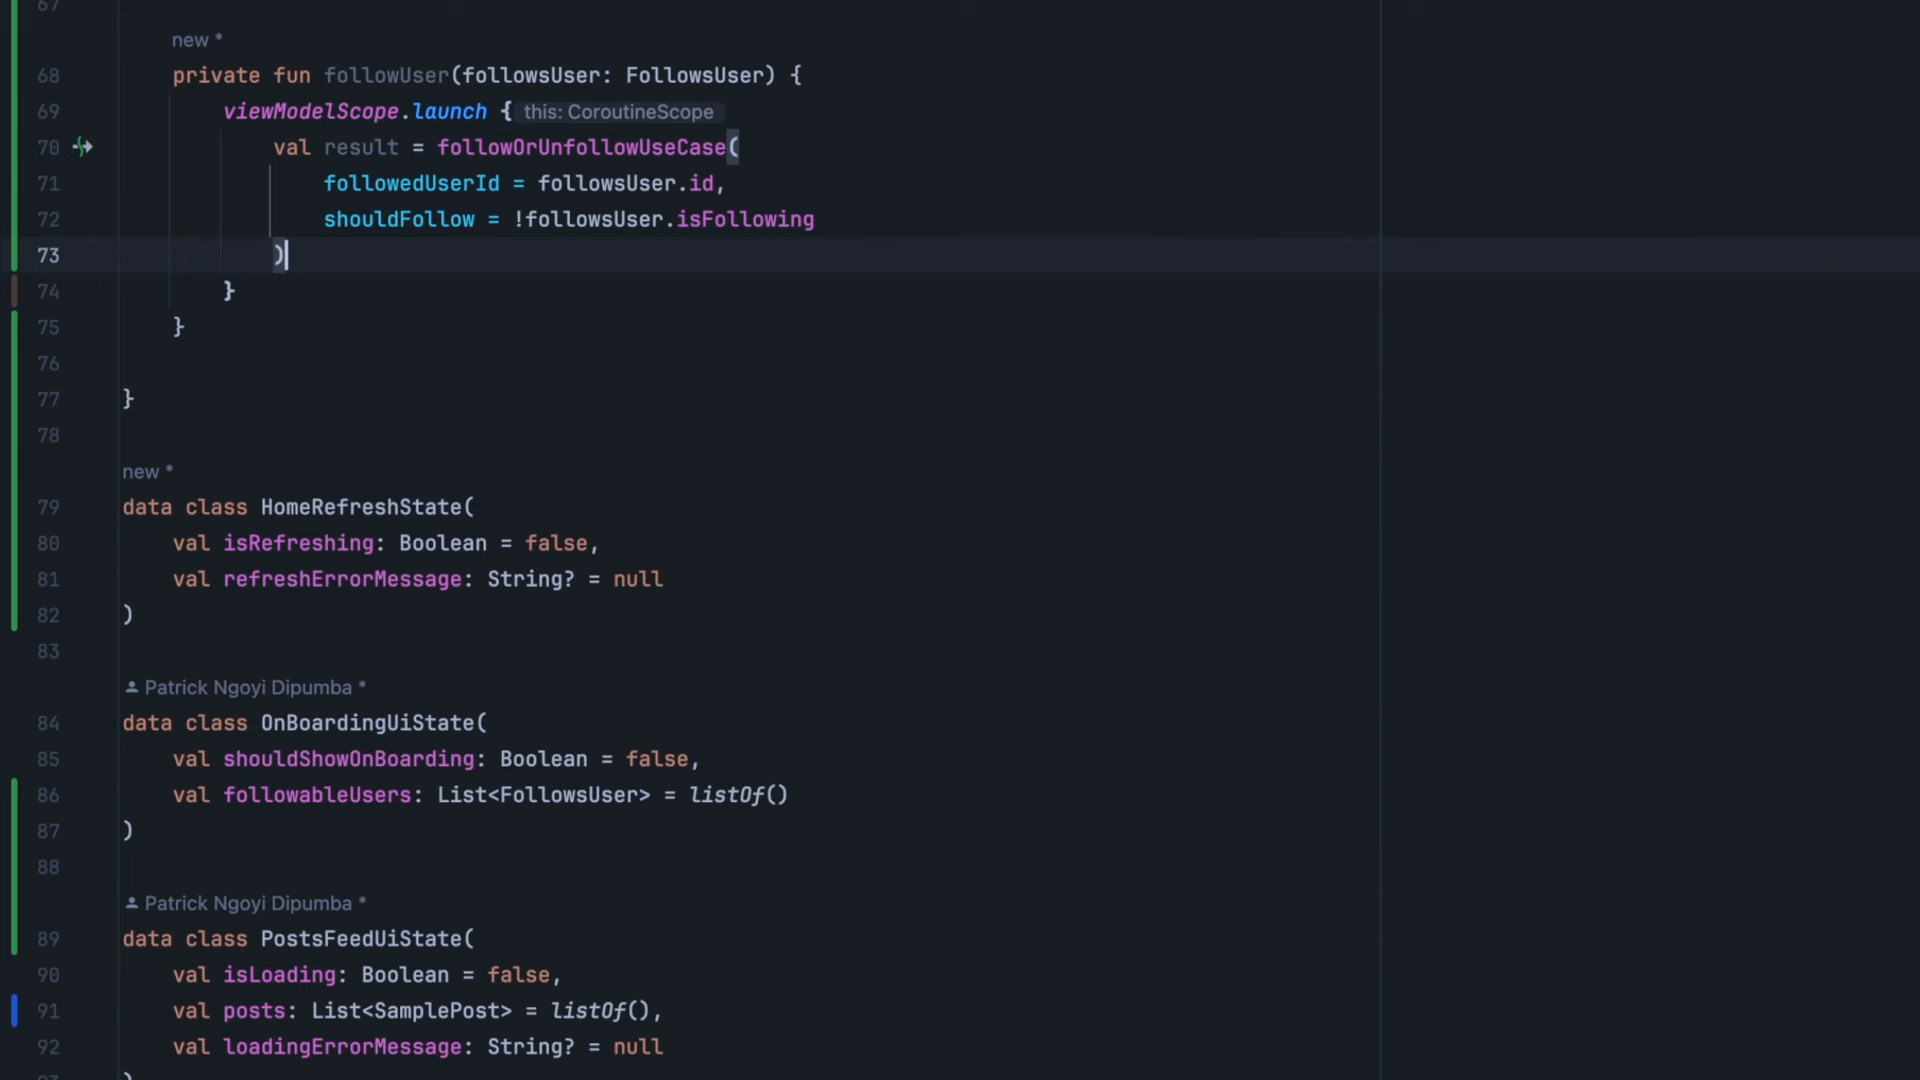 67
new *
68 private fun followUser(followsUser: FollowsUser) {
69 viewModelScope.launch { this: CoroutineScope
70 val result = followOrUnfollowUseCase(
71 followedUserId = followsUser.id,
72 shouldFollow = !followsUser.isFollowing
73 )
74 }
75 }
76
77 }
78
new *
79 data class HomeRefreshState(
80 val isRefreshing: Boolean = false,
81 val refreshErrorMessage: String? = null
82 )
83
Patrick Ngoyi Dipumba *
84 data class OnBoardingUiState(
85 val shouldShowOnBoarding: Boolean = false,
86 val followableUsers: List<FollowsUser> = listOf()
87 )
88
Patrick Ngoyi Dipumba *
89 data class PostsFeedUiState(
90 val isLoading: Boolean = false,
91 val posts: List<SamplePost> = listOf(),
92 val loadingErrorMessage: String? = null
93 )